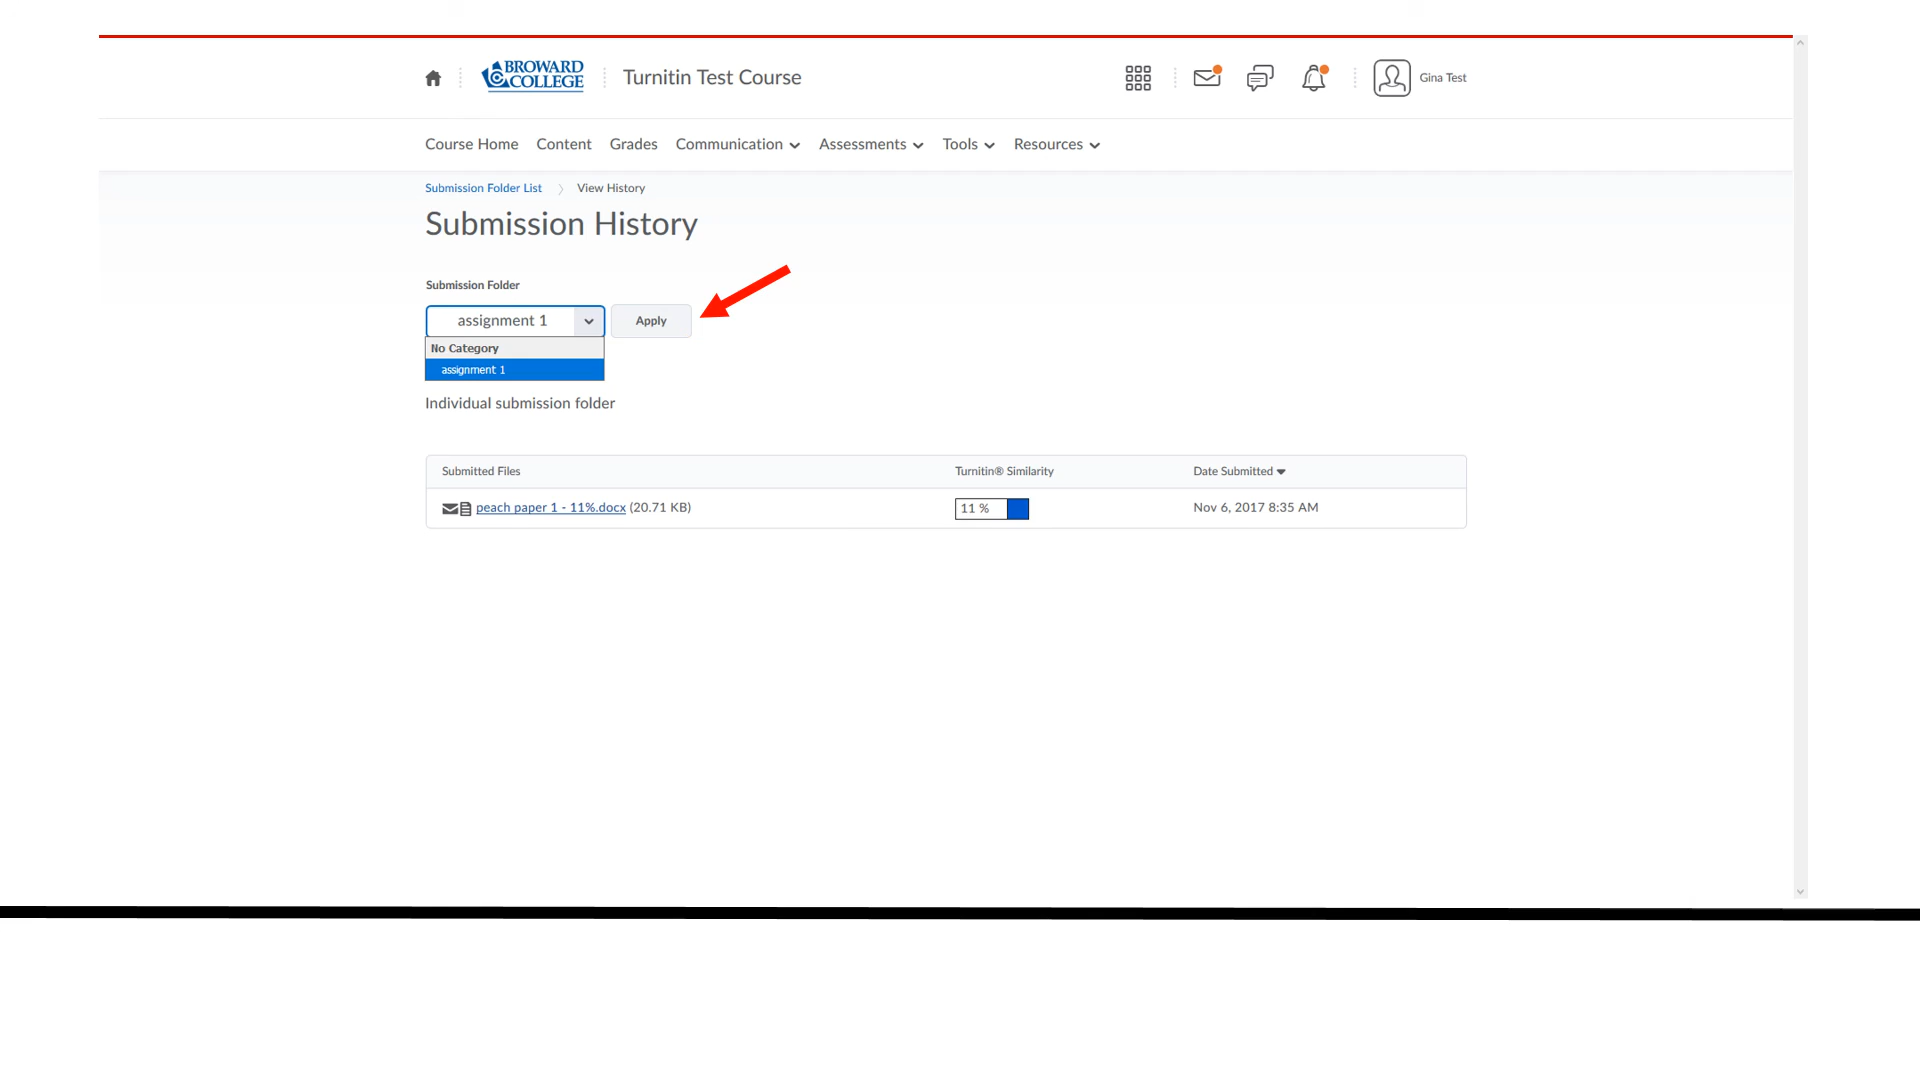 BROWARD
COLLEGE
Turnitin Test Course
Gina Test
Course Home Content Grades Communication Assessments Tools Resources
Submission Folder List View History
Submission History
Submission Folder
assignment 1 Apply
No Category
assignment 1
Individual submission folder
Submitted Files Turnitin® Similarity Date Submitted
peach paper 1 - 11%.docx (20.71 KB) 11 % Nov 6, 2017 8:35 AM